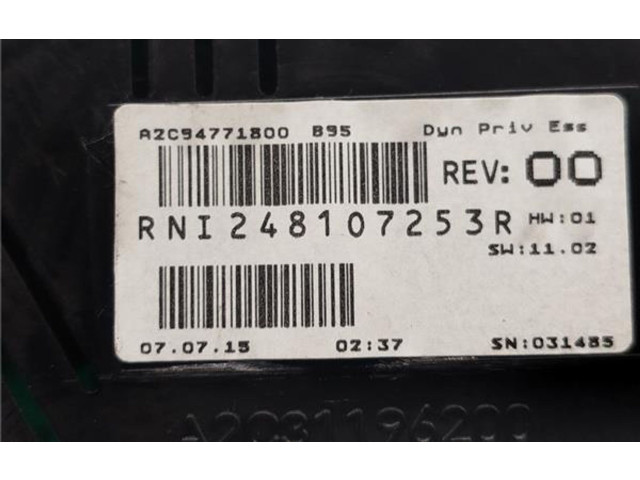 A2C94771800 B95 Dyn Priv Ess
REV: 00
RNI248107253R HW:01
SW:11.02
07.07.15 02:37 SN:031485
A2C31196200